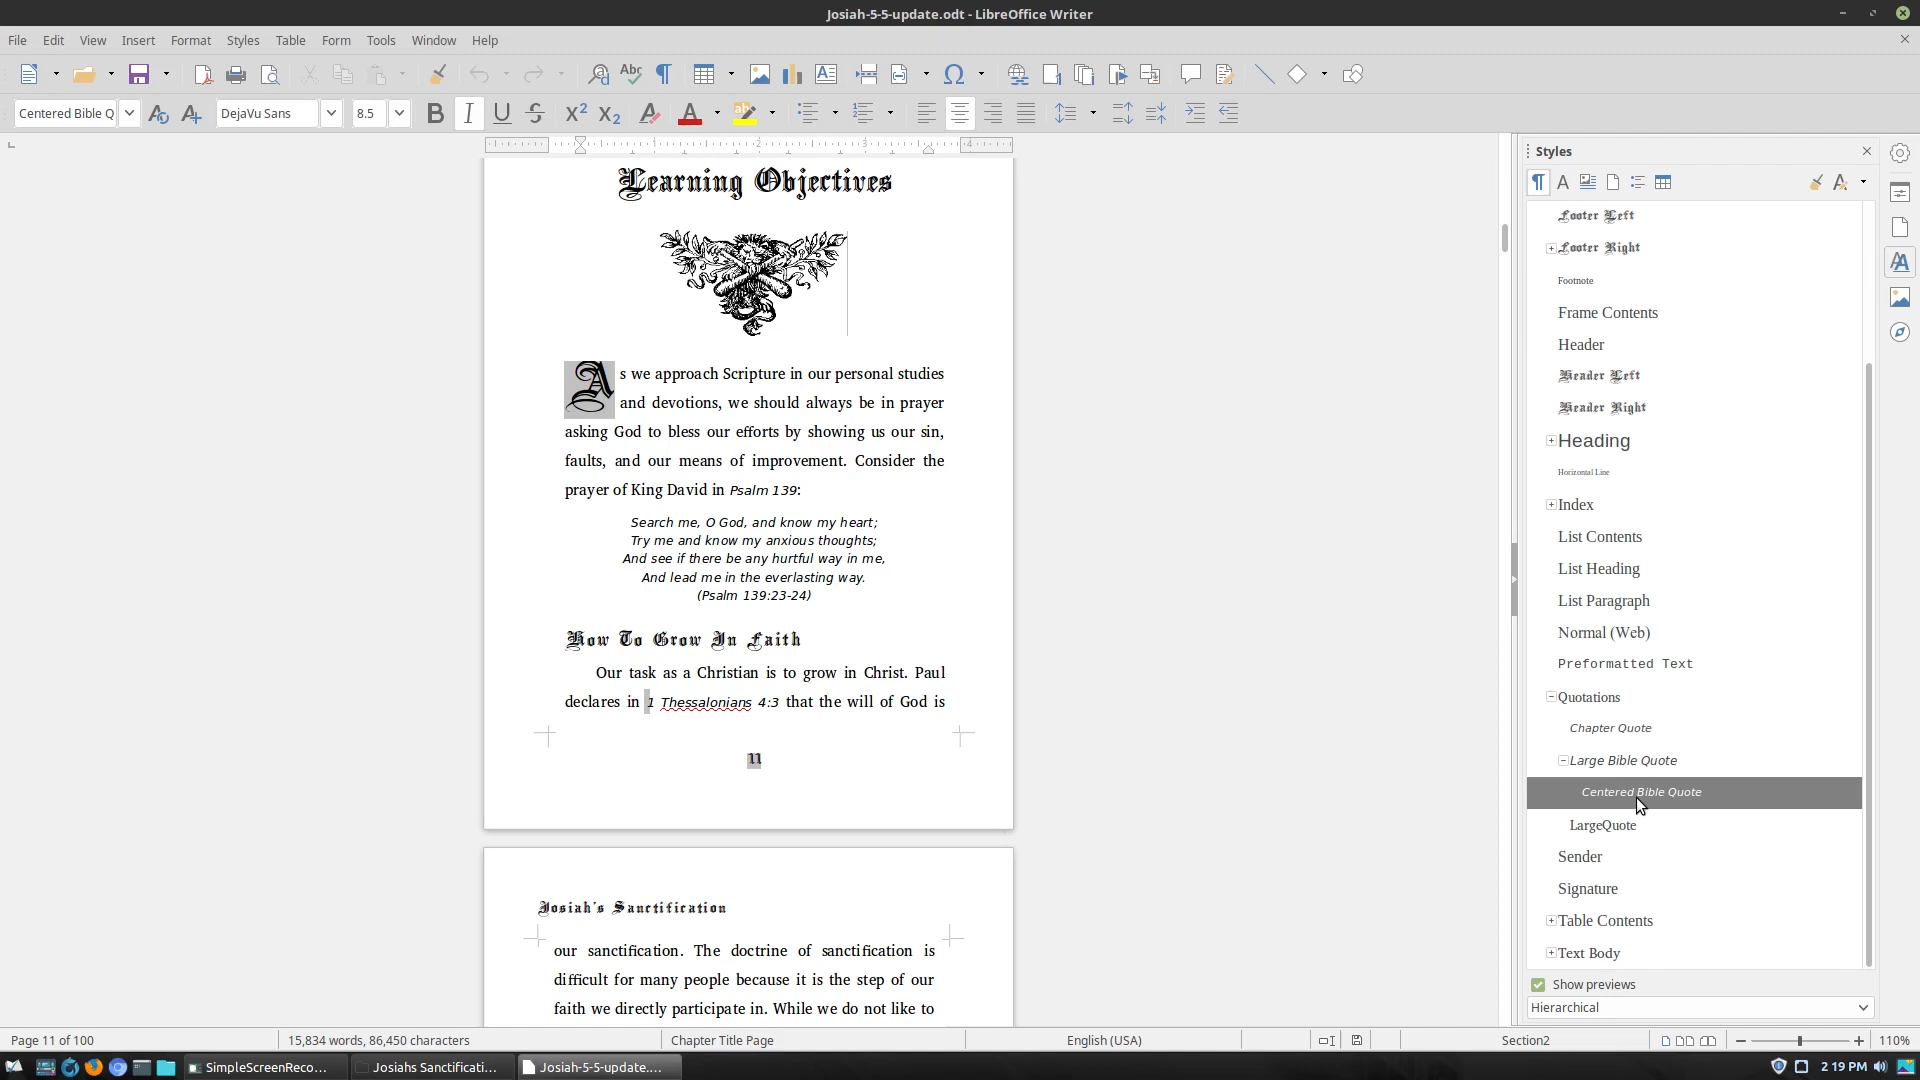 Josiah-5-5-update.odt - LibreOffice Writer
File Edit View Insert Format Styles Table Form Tools Window Help
Centered Bible Q DejaVu Sans 8.5
1 2 3 4
Styles
Learning Objectives
As we approach Scripture in our personal studies
and devotions, we should always be in prayer
asking God to bless our efforts by showing us our sin,
faults, and our means of improvement. Consider the
prayer of King David in Psalm 139:
Search me, O God, and know my heart;
Try me and know my anxious thoughts;
And see if there be any hurtful way in me,
And lead me in the everlasting way.
(Psalm 139:23-24)
How To Grow In Faith
Our task as a Christian is to grow in Christ. Paul
declares in 1 Thessalonians 4:3 that the will of God is
11
Josiah's Sanctification
our sanctification. The doctrine of sanctification is
difficult for many people because it is the step of our
faith we directly participate in. While we do not like to
Footer Left
Footer Right
Footnote
Frame Contents
Header
Header Left
Header Right
Heading
Horizontal Line
Index
List Contents
List Heading
List Paragraph
Normal (Web)
Preformatted Text
Quotations
Chapter Quote
Large Bible Quote
Centered Bible Quote
LargeQuote
Sender
Signature
Table Contents
Text Body
Show previews
Hierarchical
Page 11 of 100 15,834 words, 86,450 characters Chapter Title Page English (USA) Section2 110%
SimpleScreenReco... Josiahs Sanctificati... Josiah-5-5-update.... 2:19 PM